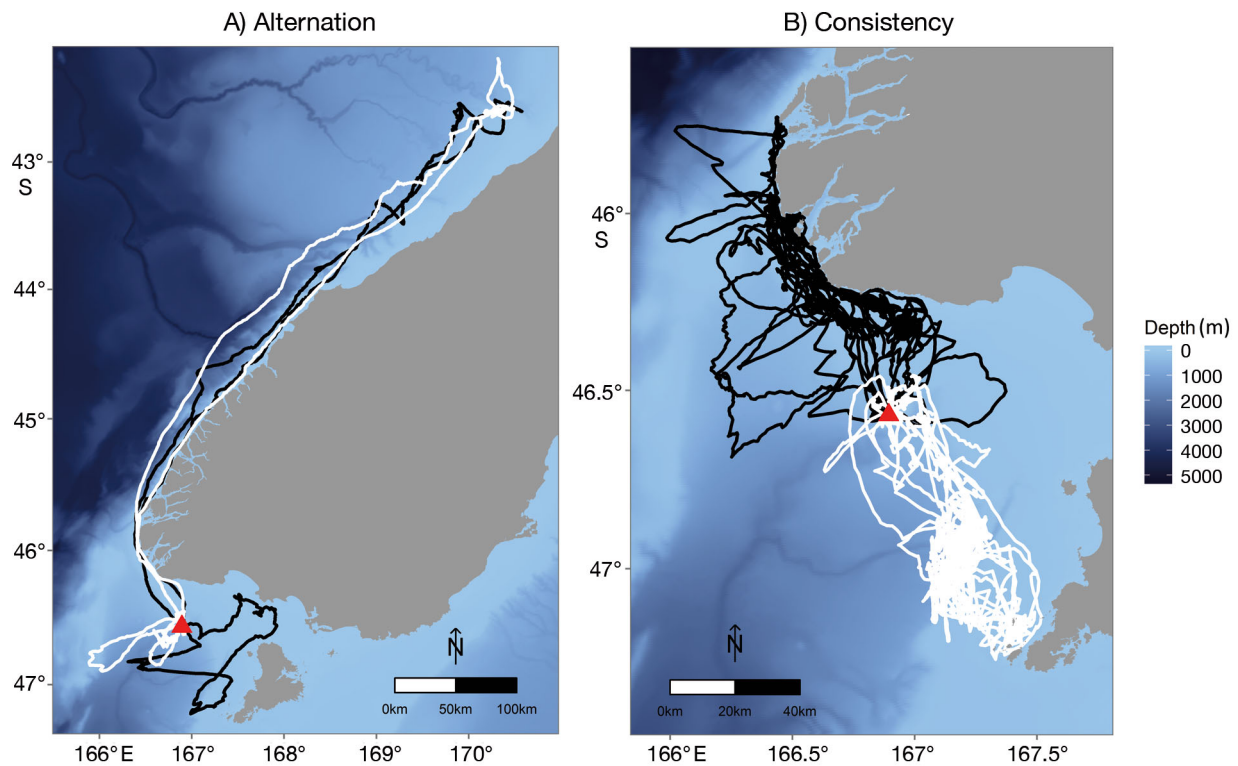 A) Alternation
B) Consistency
43°
S
44°
45°
46°
47°
N
0km 50km 100km
166°E 167° 168° 169° 170°
46°
S
46.5°
47°
N
0km 20km 40km
166°E 166.5° 167° 167.5°
Depth (m)
0
1000
2000
3000
4000
5000